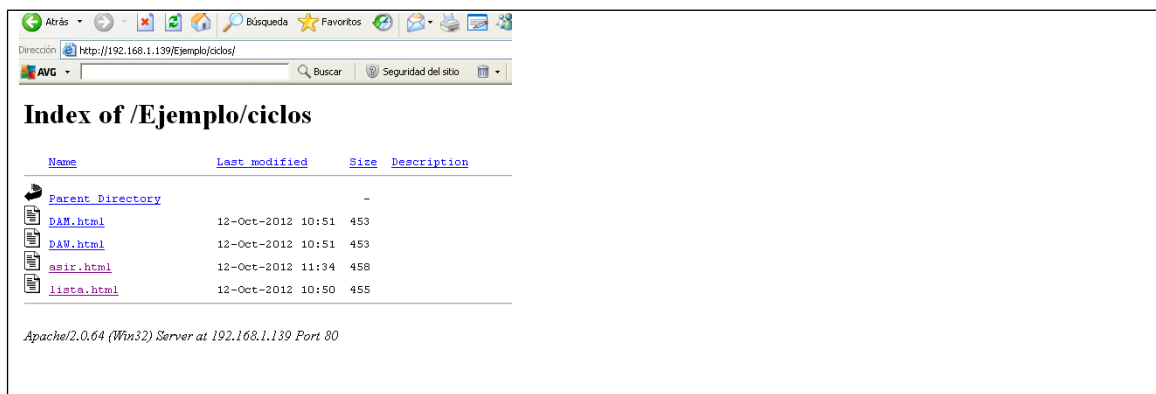 Atrás Búsqueda Favoritos
Dirección http://192.168.1.139/Ejemplo/ciclos/
AVG Buscar Seguridad del sitio
Index of /Ejemplo/ciclos
Name Last modified Size Description
Parent Directory -
DAM.html 12-Oct-2012 10:51 453
DAW.html 12-Oct-2012 10:51 453
asir.html 12-Oct-2012 11:34 458
lista.html 12-Oct-2012 10:50 455
Apache/2.0.64 (Win32) Server at 192.168.1.139 Port 80